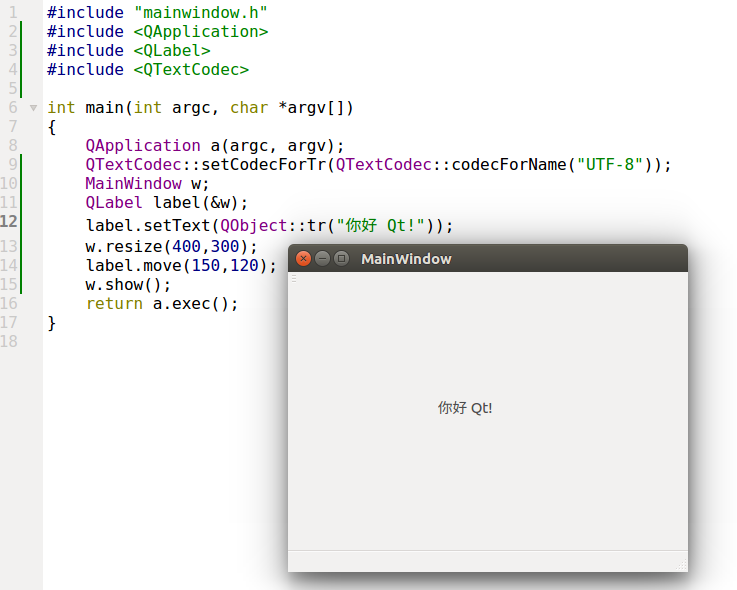 1 #include "mainwindow.h"
2 #include <QApplication>
3 #include <QLabel>
4 #include <QTextCodec>
5
6 int main(int argc, char *argv[])
7 {
8     QApplication a(argc, argv);
9     QTextCodec::setCodecForTr(QTextCodec::codecForName("UTF-8"));
10     MainWindow w;
11     QLabel label(&w);
12     label.setText(QObject::tr("你好 Qt!"));
13     w.resize(400,300);
14     label.move(150,120);
15     w.show();
16     return a.exec();
17 }
18
MainWindow
你好 Qt!